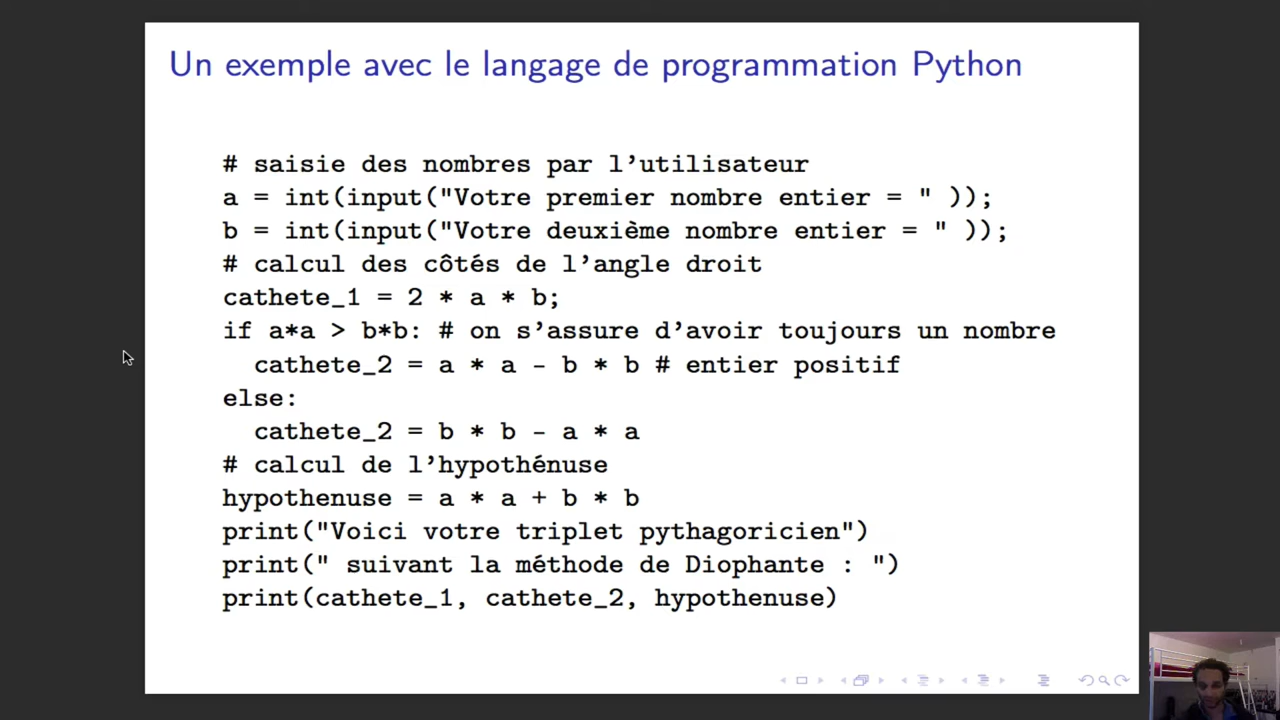 Un exemple avec le langage de programmation Python
# saisie des nombres par l'utilisateur
a = int(input("Votre premier nombre entier = " ));
b = int(input("Votre deuxième nombre entier = " ));
# calcul des côtés de l'angle droit
cathete_1 = 2 * a * b;
if a*a > b*b: # on s'assure d'avoir toujours un nombre
  cathete_2 = a * a - b * b # entier positif
else:
  cathete_2 = b * b - a * a
# calcul de l'hypothénuse
hypothenuse = a * a + b * b
print("Voici votre triplet pythagoricien")
print(" suivant la méthode de Diophante : ")
print(cathete_1, cathete_2, hypothenuse)